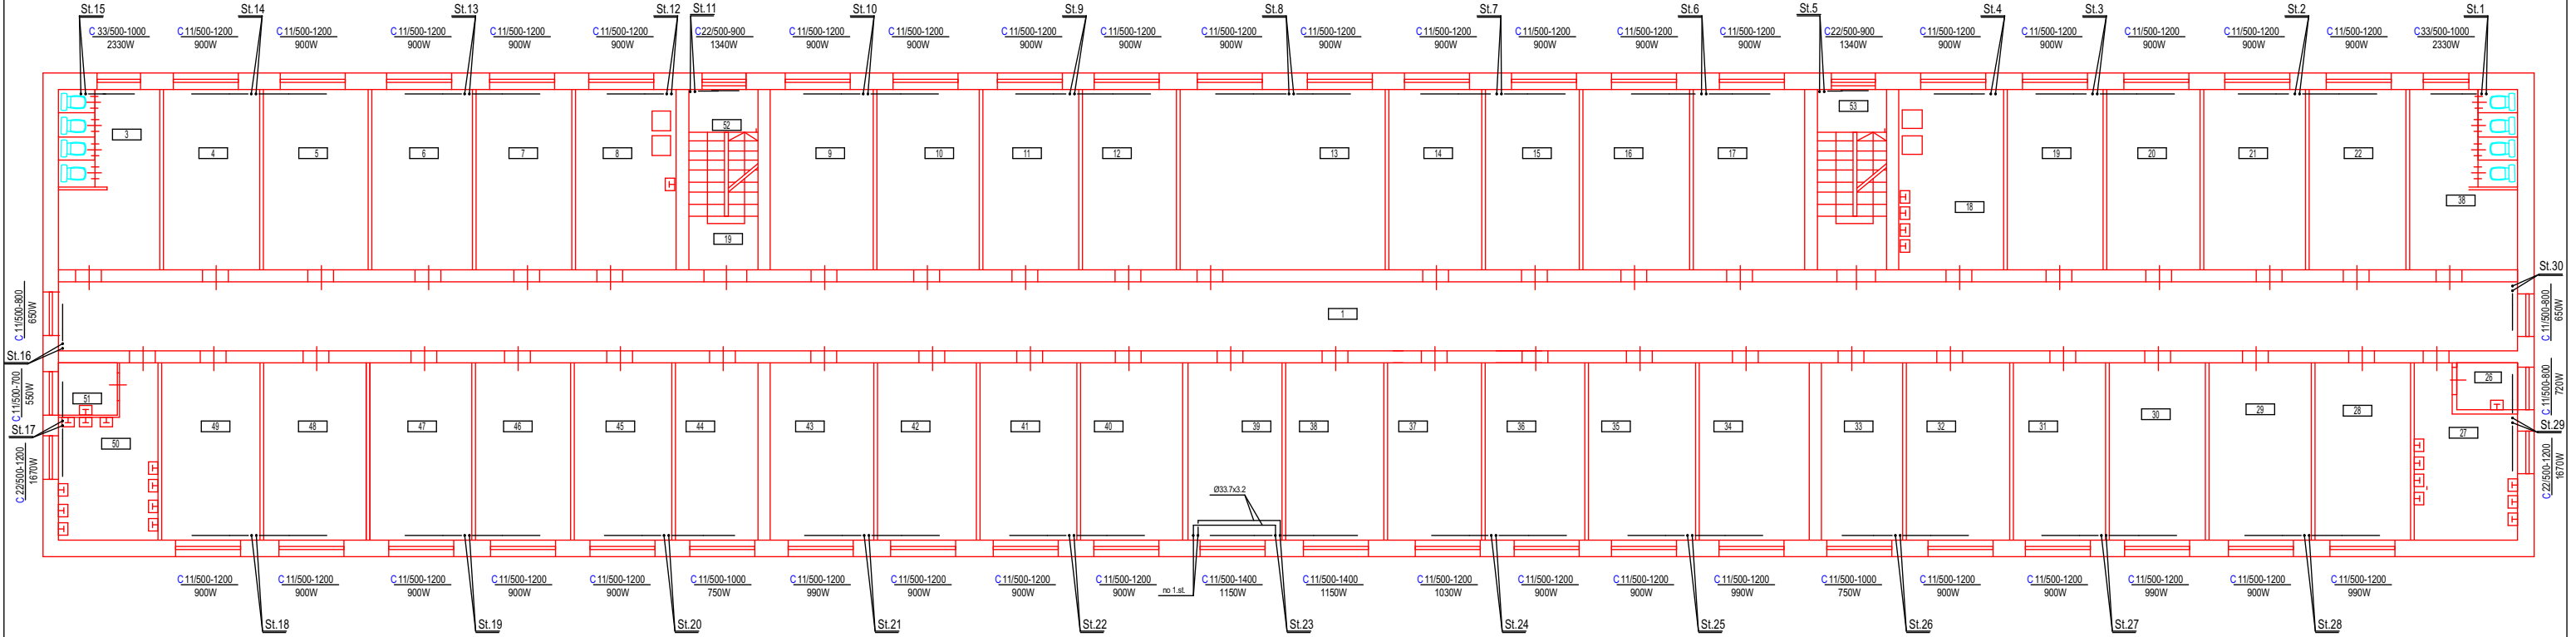 St.15 St.14 St.13 St.12 St.11 St.10 St.9 St.8 St.7 St.6 St.5 St.4 St.3 St.2 St.1
C 33/500-1000 C 11/500-1200 C 11/500-1200 C 11/500-1200 C 11/500-1200 C 11/500-1200 C22/500-900 C 11/500-1200 C 11/500-1200 C 11/500-1200 C 11/500-1200 C 11/500-1200 C 11/500-1200 C 11/500-1200 C 11/500-1200 C 11/500-1200 C 11/500-1200 C22/500-900 C 11/500-1200 C 11/500-1200 C 11/500-1200 C 11/500-1200 C 11/500-1200 C33/500-1000
2330W 900W 900W 900W 900W 900W 1340W 900W 900W 900W 900W 900W 900W 900W 900W 900W 900W 1340W 900W 900W 900W 900W 900W 2330W
52 53
3
4 5 6 7 8 9 10 11 12 13 14 15 16 17 19 20 21 22
38
18
19
St.30
C 11/500-800
650W
1
C 11/500-800
650W
St.16
C 11/500-700
550W
51
26
C 11/500-800
720W
St.17
50
49 48 47 46 45 44 43 42 41 40 39 38 37 36 35 34 33 32 31 30 29 28
27
St.29
C 22/500-1200
1670W
C22/500-1200
1670W
Ø33.7x3.2
C 11/500-1200 C 11/500-1200 C 11/500-1200 C 11/500-1200 C 11/500-1200 C 11/500-1000 C 11/500-1200 C 11/500-1200 C 11/500-1200 C 11/500-1200 C 11/500-1400 C 11/500-1400 C 11/500-1200 C 11/500-1200 C 11/500-1200 C 11/500-1200 C 11/500-1000 C 11/500-1200 C 11/500-1200 C 11/500-1200 C 11/500-1200 C 11/500-1200
900W 900W 900W 900W 900W 750W 990W 900W 900W 900W no 1.st. 1150W 1150W 1030W 900W 900W 990W 750W 900W 900W 990W 900W 990W
St.18 St.19 St.20 St.21 St.22 St.23 St.24 St.25 St.26 St.27 St.28